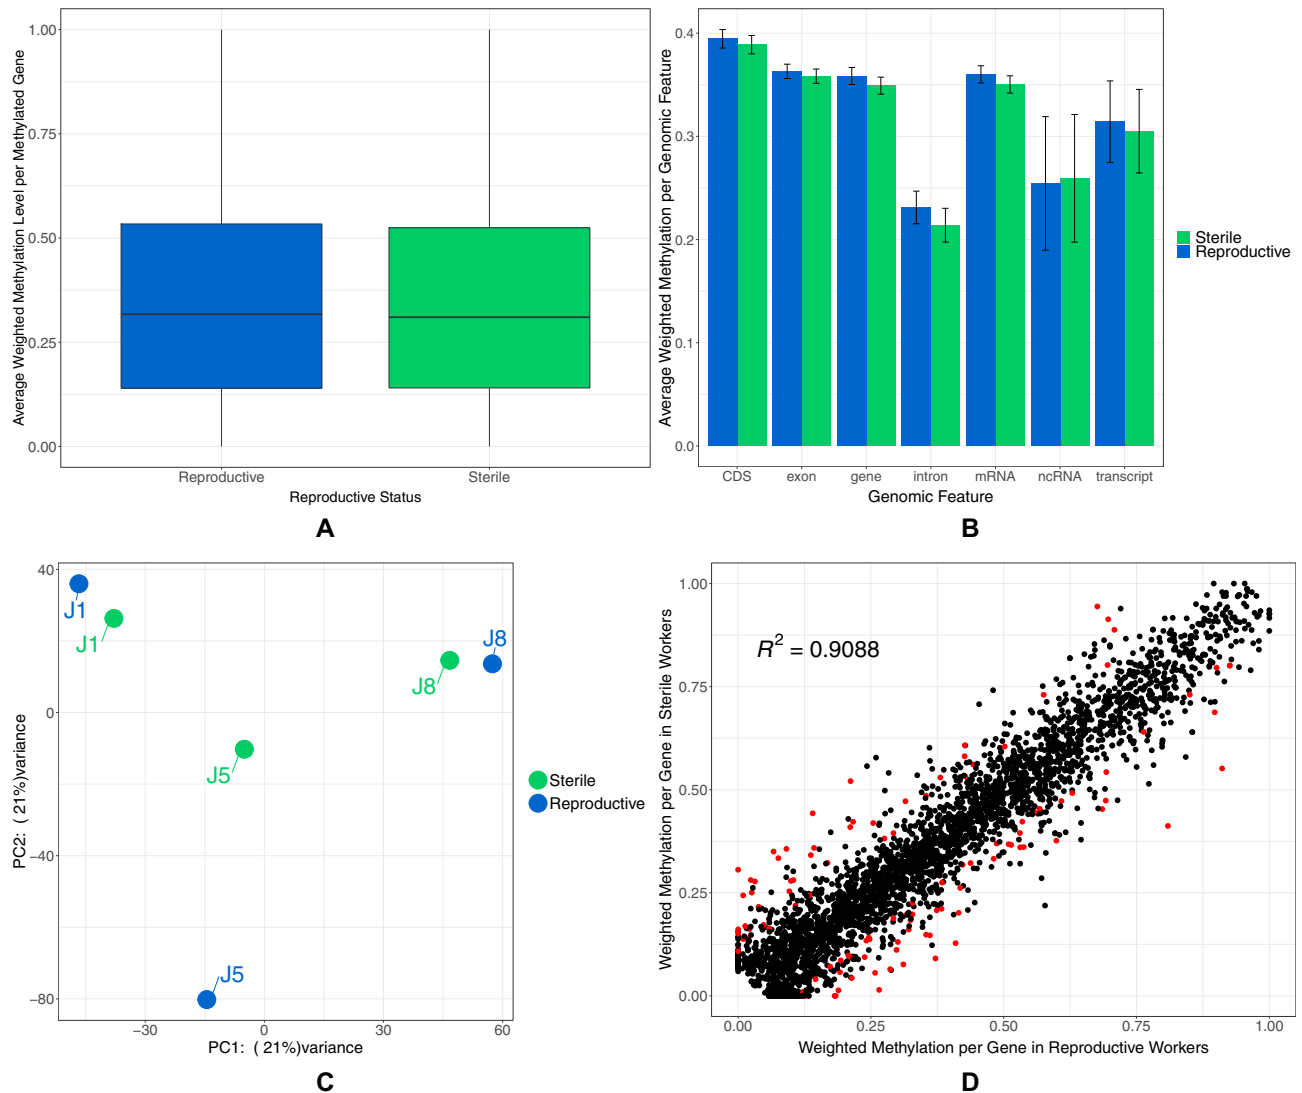 Average Weighted Methylation Level per Methylated Gene
1.00
0.75
0.50
0.25
0.00
Reproductive
Sterile
Reproductive Status
A
Average Weighted Methylation per Genomic Feature
0.4
0.3
0.2
0.1
0.0
CDS
exon
gene
intron
mRNA
ncRNA
transcript
Genomic Feature
Sterile
Reproductive
B
PC2: ( 21%)variance
40
0
−40
−80
J1
J1
J8
J8
J5
J5
−30
0
30
60
PC1: ( 21%)variance
Sterile
Reproductive
C
Weighted Methylation per Gene in Sterile Workers
1.00
0.75
0.50
0.25
0.00
R² = 0.9088
0.00
0.25
0.50
0.75
1.00
Weighted Methylation per Gene in Reproductive Workers
D